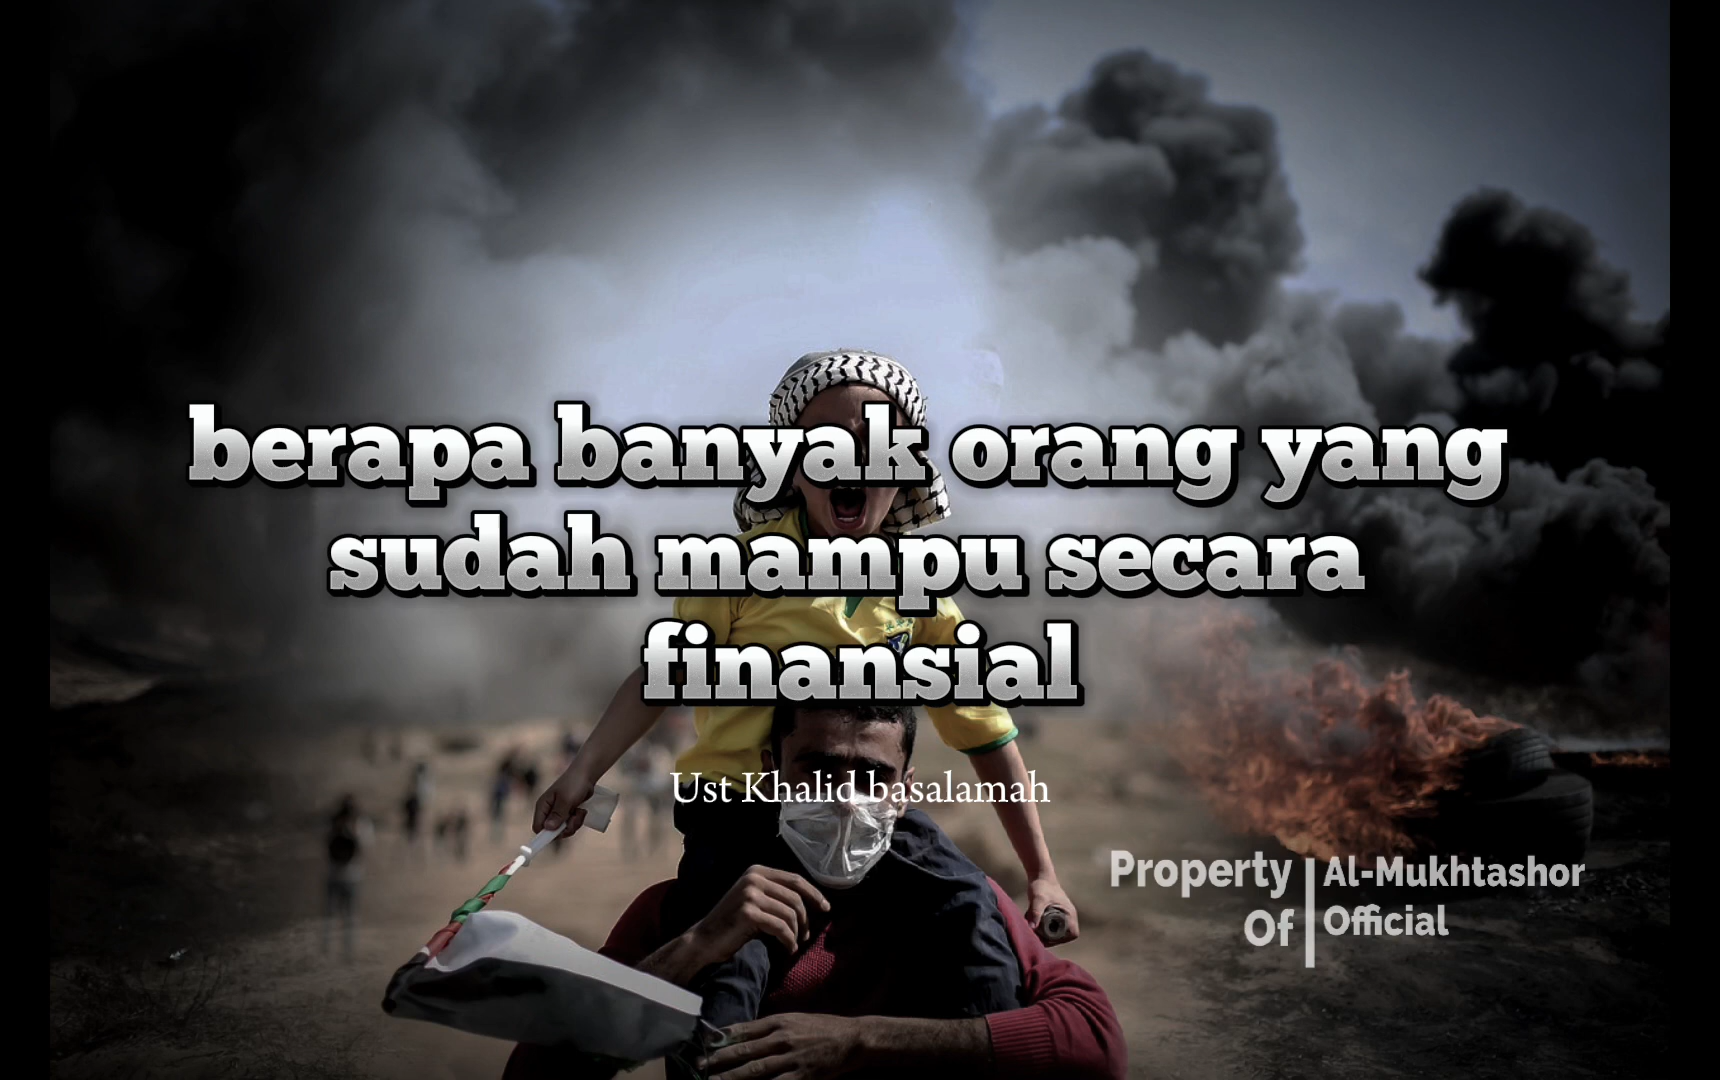 berapa banyak orang yang
sudah mampu secara
finansial
Ust Khalid basalamah
Property Of
Al-Mukhtashor
Official